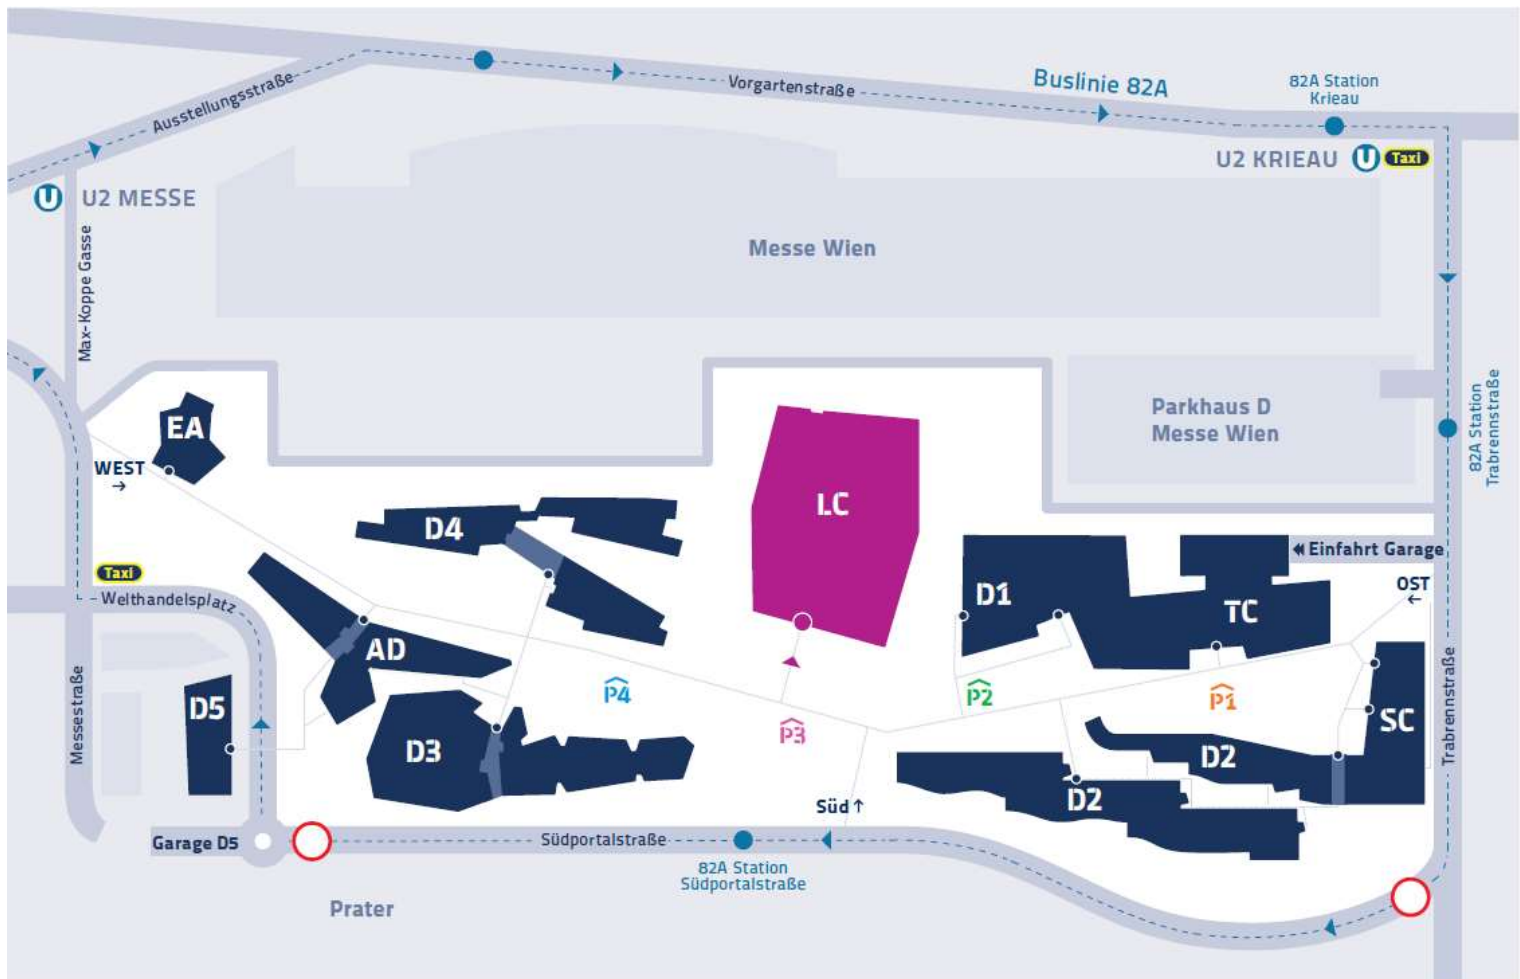 Ausstellungsstraße
Vorgartenstraße
Buslinie 82A
82A Station
Krieau
U2 KRIEAU
U
Taxi
U
U2 MESSE
Max-Koppe Gasse
Messe Wien
Parkhaus D
Messe Wien
82A Station
Trabrennstraße
EA
WEST
→
D4
LC
D1
TC
Einfahrt Garage
OST
←
Taxi
Welthandelsplatz
AD
D5
D3
P4
P3
P2
P1
D2
D2
SC
Messestraße
Trabrennstraße
Süd ↑
Garage D5
Südportalstraße
82A Station
Südportalstraße
Prater